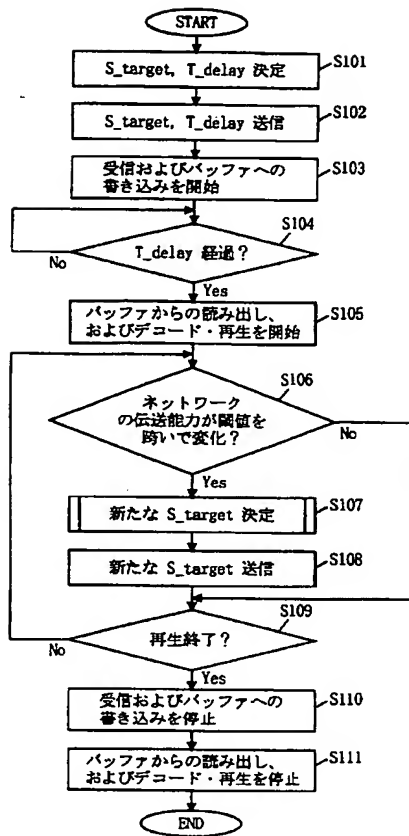 START
S_target, T_delay 決定
S101
S_target, T_delay 送信
S102
受信およびバッファへの
書き込みを開始
S103
S104
T_delay 経過？
No
Yes
バッファからの読み出し、
およびデコード・再生を開始
S105
S106
ネットワーク
の伝送能力が閾値を
跨いで変化？
No
Yes
新たな S_target 決定
S107
新たな S_target 送信
S108
S109
再生終了？
No
Yes
受信およびバッファへの
書き込みを停止
S110
バッファからの読み出し、
およびデコード・再生を停止
S111
END